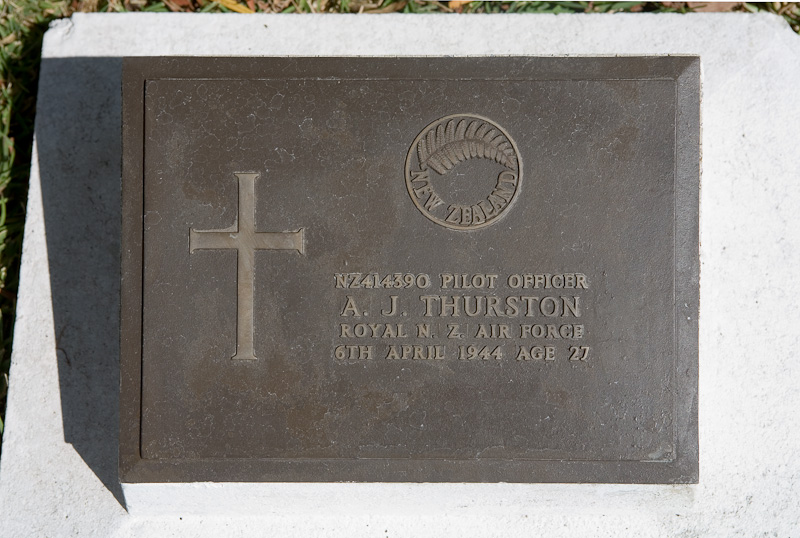 NEW ZEALAND
NZ414390 PILOT OFFICER
A. J. THURSTON
ROYAL N. Z. AIR FORCE
6TH APRIL 1944 AGE 27